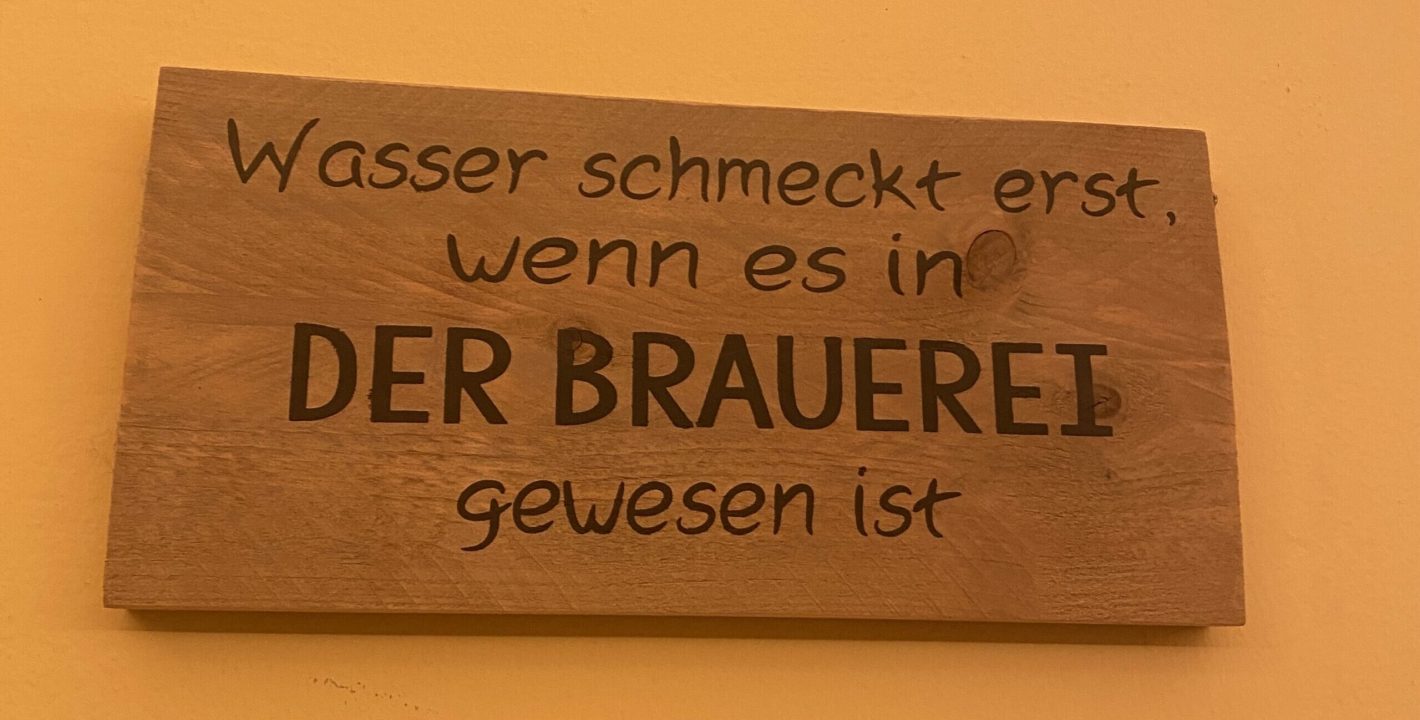 Wasser schmeckt erst,
wenn es in
DER BRAUEREI
gewesen ist